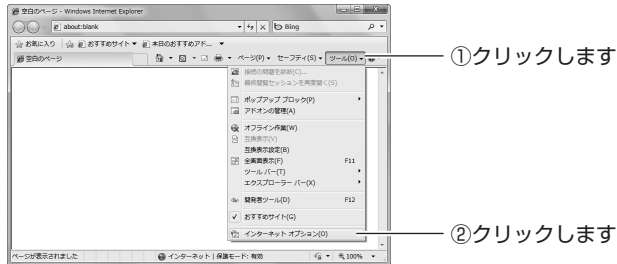 空白のページ - Windows Internet Explorer
about:blank
Bing
お気に入り おすすめサイト 本日のおすすめアド...
空白のページ ページ(P) セーフティ(S) ツール(O)
①クリックします
接続の問題を診断(C)...
最終閲覧セッションを再度開く(S)
ポップアップ ブロック(P)
アドオンの管理(A)
オフライン作業(W)
互換表示(V)
互換表示設定(B)
全画面表示(F) F11
ツール バー(T)
エクスプローラー バー(X)
開発者ツール(D) F12
おすすめサイト(G)
インターネット オプション(O)
②クリックします
ページが表示されました インターネット | 保護モード: 有効 100%